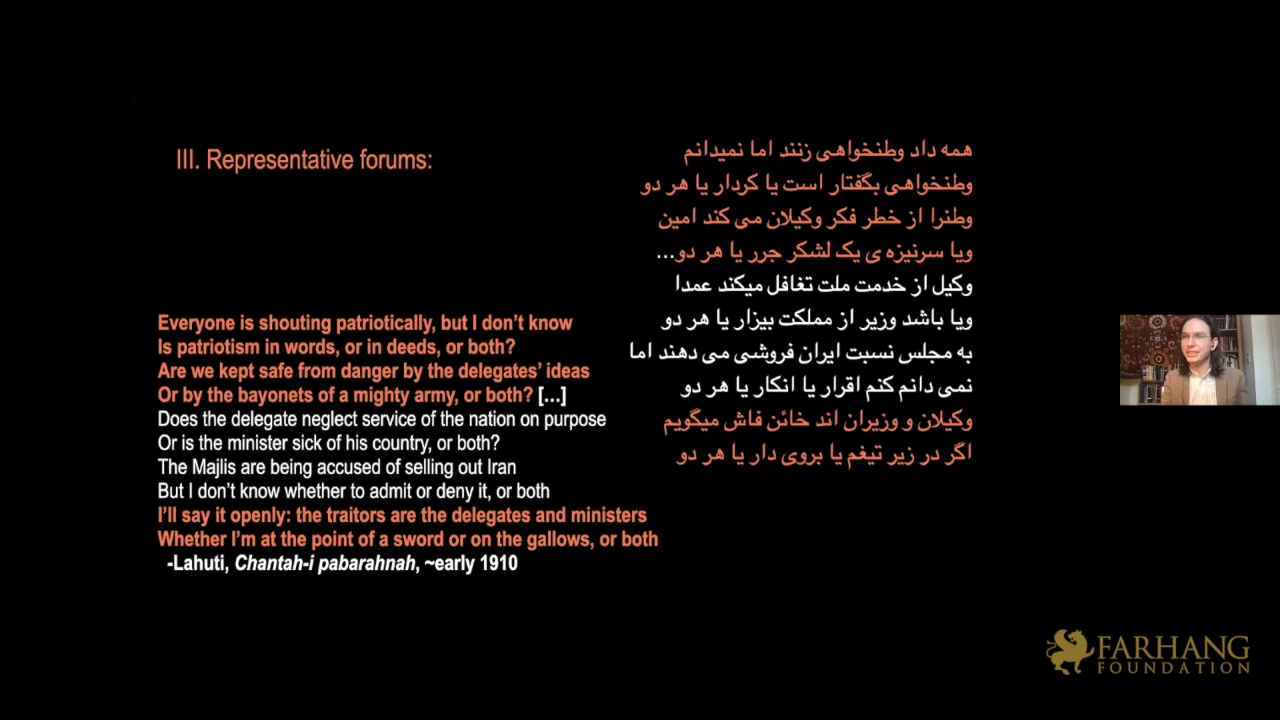 III. Representative forums:
همه داد وطنخواهی زنند اما نمیدانم
وطنخواهی بگفتار است یا کردار یا هر دو
وطنرا از خطر فکر وکیلان می کند امین
ویا سرنیزه ی یک لشکر جرر یا هر دو...
وکیل از خدمت ملت تغافل میکند عمدا
ویا باشد وزیر از مملکت بیزار یا هر دو
به مجلس نسبت ایران فروشی می دهند اما
نمی دانم کنم اقرار یا انکار یا هر دو
وکیلان و وزیران اند خائن فاش میگویم
اگر در زیر تیغم یا بروی دار یا هر دو
Everyone is shouting patriotically, but I don't know
Is patriotism in words, or in deeds, or both?
Are we kept safe from danger by the delegates' ideas
Or by the bayonets of a mighty army, or both? [...]
Does the delegate neglect service of the nation on purpose
Or is the minister sick of his country, or both?
The Majlis are being accused of selling out Iran
But I don't know whether to admit or deny it, or both
I'll say it openly: the traitors are the delegates and ministers
Whether I'm at the point of a sword or on the gallows, or both
-Lahuti, Chantah-i pabarahnah, ~early 1910
FARHANG
FOUNDATION